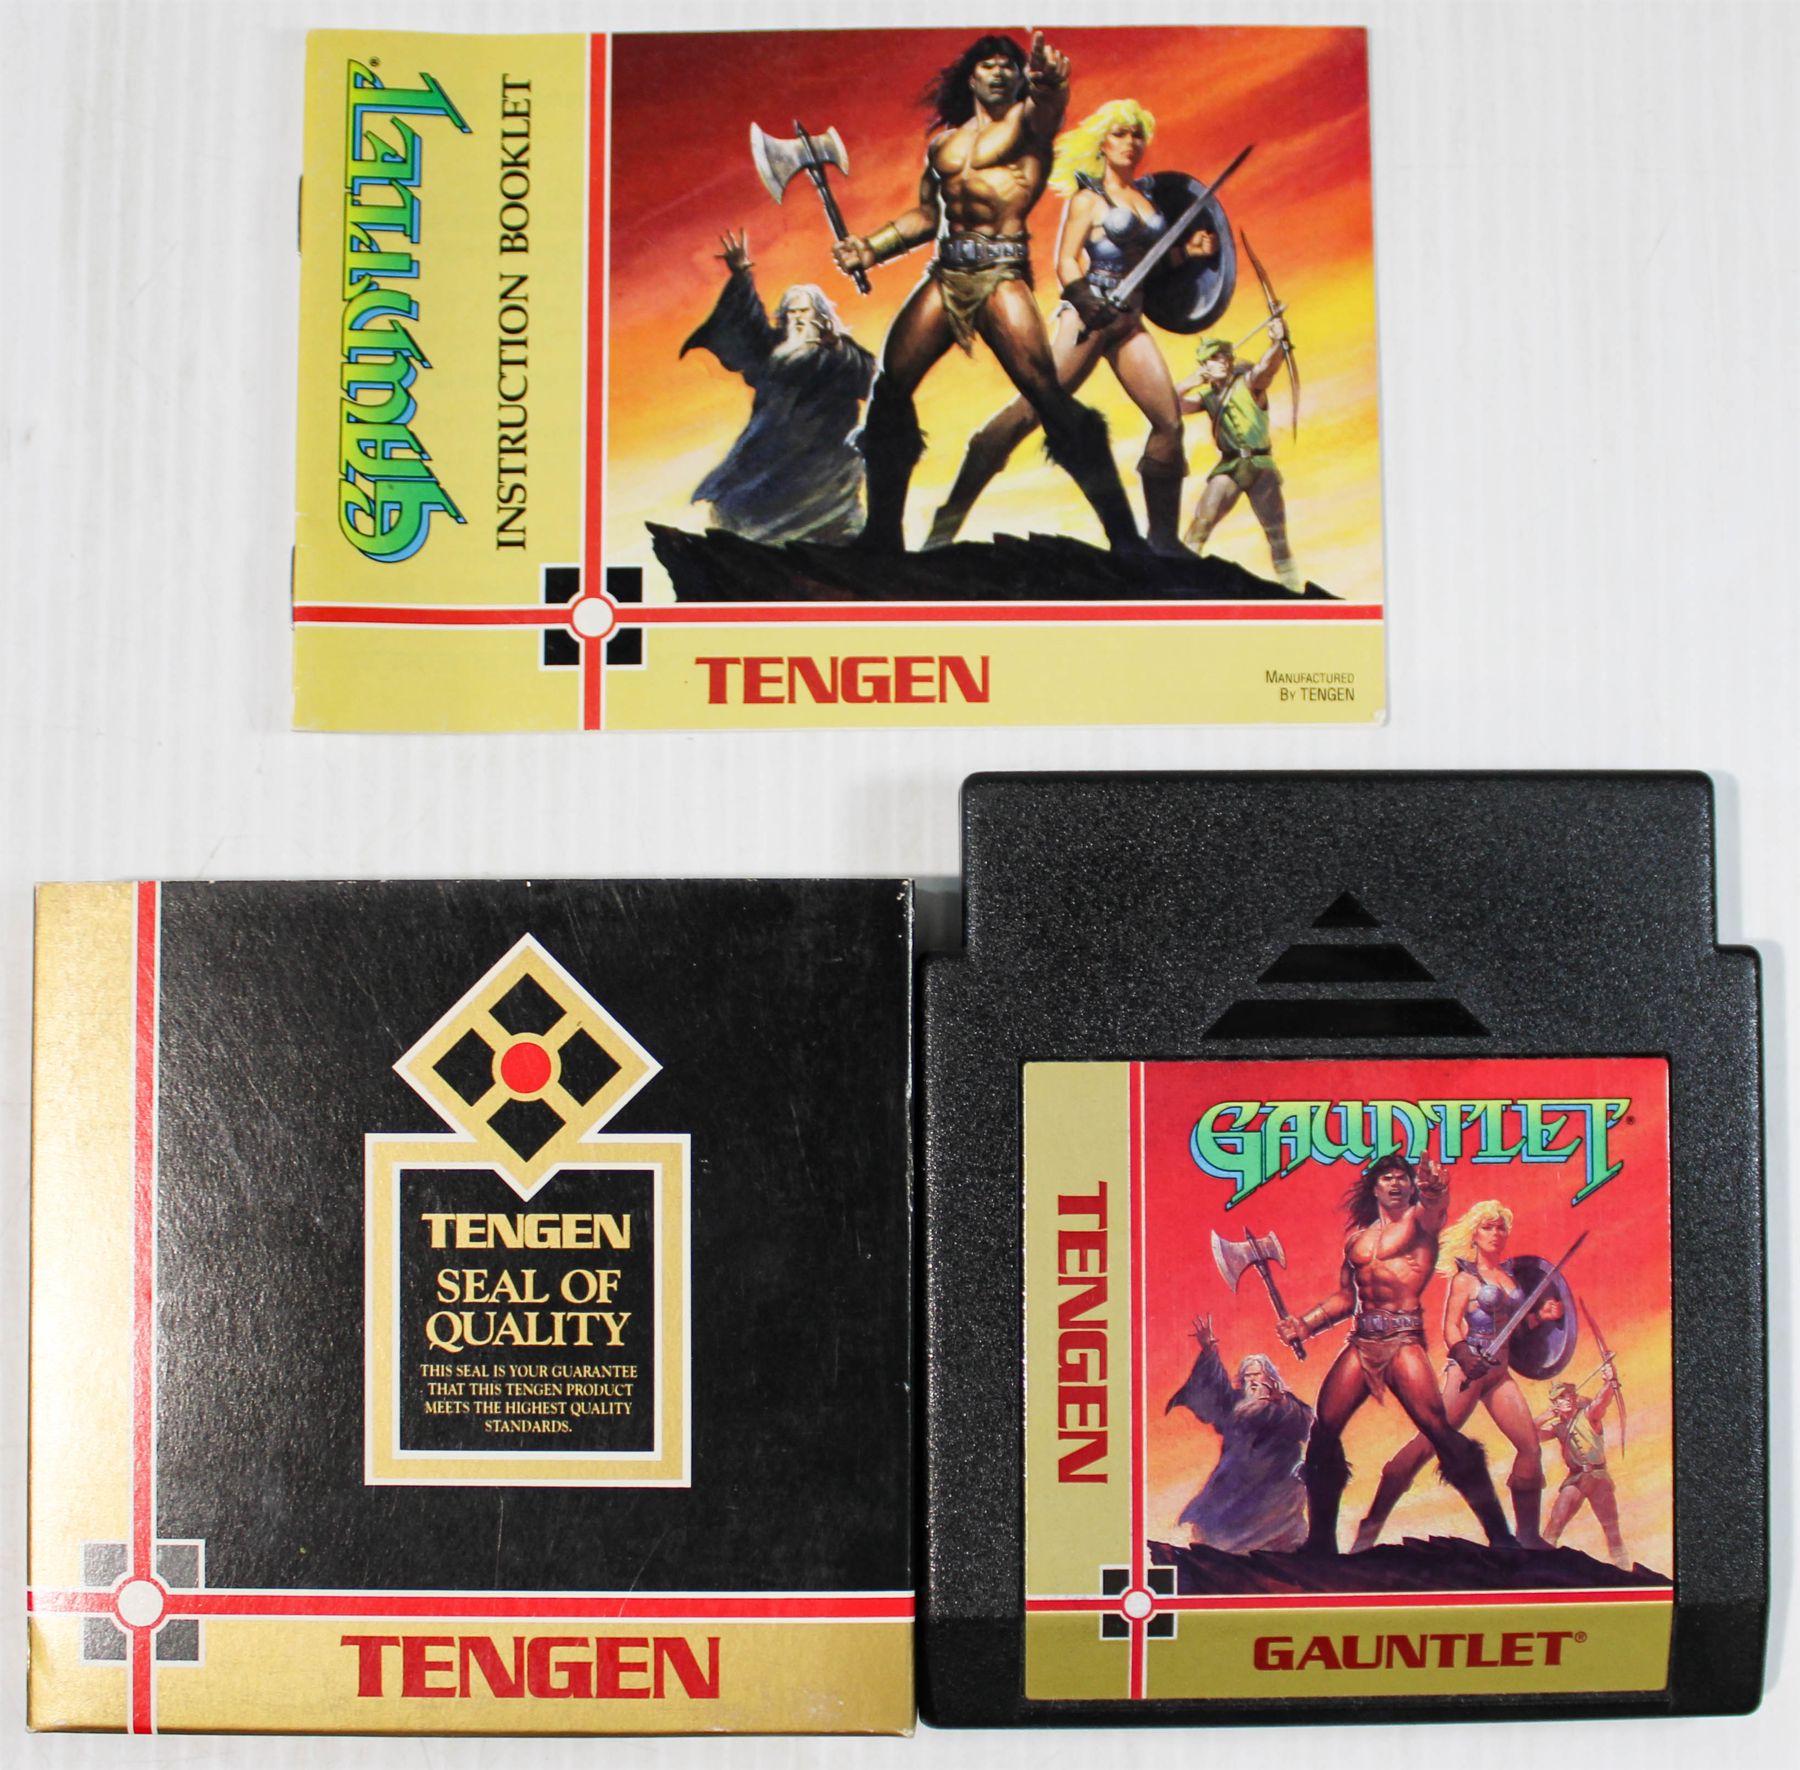 GAUNTLET®
INSTRUCTION BOOKLET
TENGEN
MANUFACTURED
BY TENGEN
TENGEN
SEAL OF
QUALITY
THIS SEAL IS YOUR GUARANTEE
THAT THIS TENGEN PRODUCT
MEETS THE HIGHEST QUALITY
STANDARDS.
TENGEN
GAUNTLET®
TENGEN
GAUNTLET®